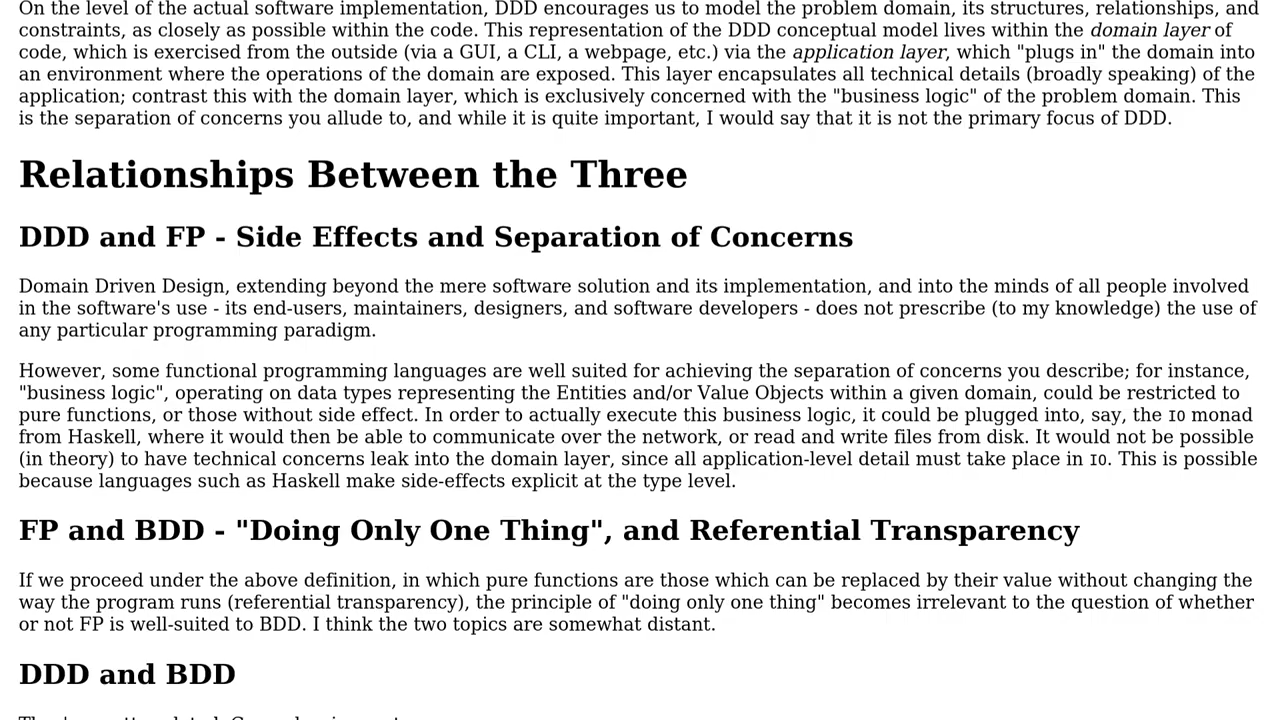 On the level of the actual software implementation, DDD encourages us to model the problem domain, its structures, relationships, and
constraints, as closely as possible within the code. This representation of the DDD conceptual model lives within the domain layer of
code, which is exercised from the outside (via a GUI, a CLI, a webpage, etc.) via the application layer, which "plugs in" the domain into
an environment where the operations of the domain are exposed. This layer encapsulates all technical details (broadly speaking) of the
application; contrast this with the domain layer, which is exclusively concerned with the "business logic" of the problem domain. This
is the separation of concerns you allude to, and while it is quite important, I would say that it is not the primary focus of DDD.
Relationships Between the Three
DDD and FP - Side Effects and Separation of Concerns
Domain Driven Design, extending beyond the mere software solution and its implementation, and into the minds of all people involved
in the software's use - its end-users, maintainers, designers, and software developers - does not prescribe (to my knowledge) the use of
any particular programming paradigm.
However, some functional programming languages are well suited for achieving the separation of concerns you describe; for instance,
"business logic", operating on data types representing the Entities and/or Value Objects within a given domain, could be restricted to
pure functions, or those without side effect. In order to actually execute this business logic, it could be plugged into, say, the IO monad
from Haskell, where it would then be able to communicate over the network, or read and write files from disk. It would not be possible
(in theory) to have technical concerns leak into the domain layer, since all application-level detail must take place in IO. This is possible
because languages such as Haskell make side-effects explicit at the type level.
FP and BDD - "Doing Only One Thing", and Referential Transparency
If we proceed under the above definition, in which pure functions are those which can be replaced by their value without changing the
way the program runs (referential transparency), the principle of "doing only one thing" becomes irrelevant to the question of whether
or not FP is well-suited to BDD. I think the two topics are somewhat distant.
DDD and BDD